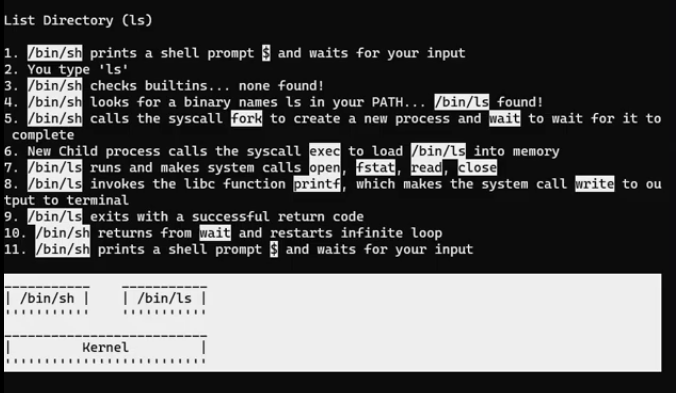 List Directory (ls)
1. /bin/sh prints a shell prompt $ and waits for your input
2. You type 'ls'
3. /bin/sh checks builtins... none found!
4. /bin/sh looks for a binary names ls in your PATH... /bin/ls found!
5. /bin/sh calls the syscall fork to create a new process and wait to wait for it to
complete
6. New Child process calls the syscall exec to load /bin/ls into memory
7. /bin/ls runs and makes system calls open, fstat, read, close
8. /bin/ls invokes the libc function printf, which makes the system call write to ou
tput to terminal
9. /bin/ls exits with a successful return code
10. /bin/sh returns from wait and restarts infinite loop
11. /bin/sh prints a shell prompt $ and waits for your input
| /bin/sh | | /bin/ls |
| Kernel |